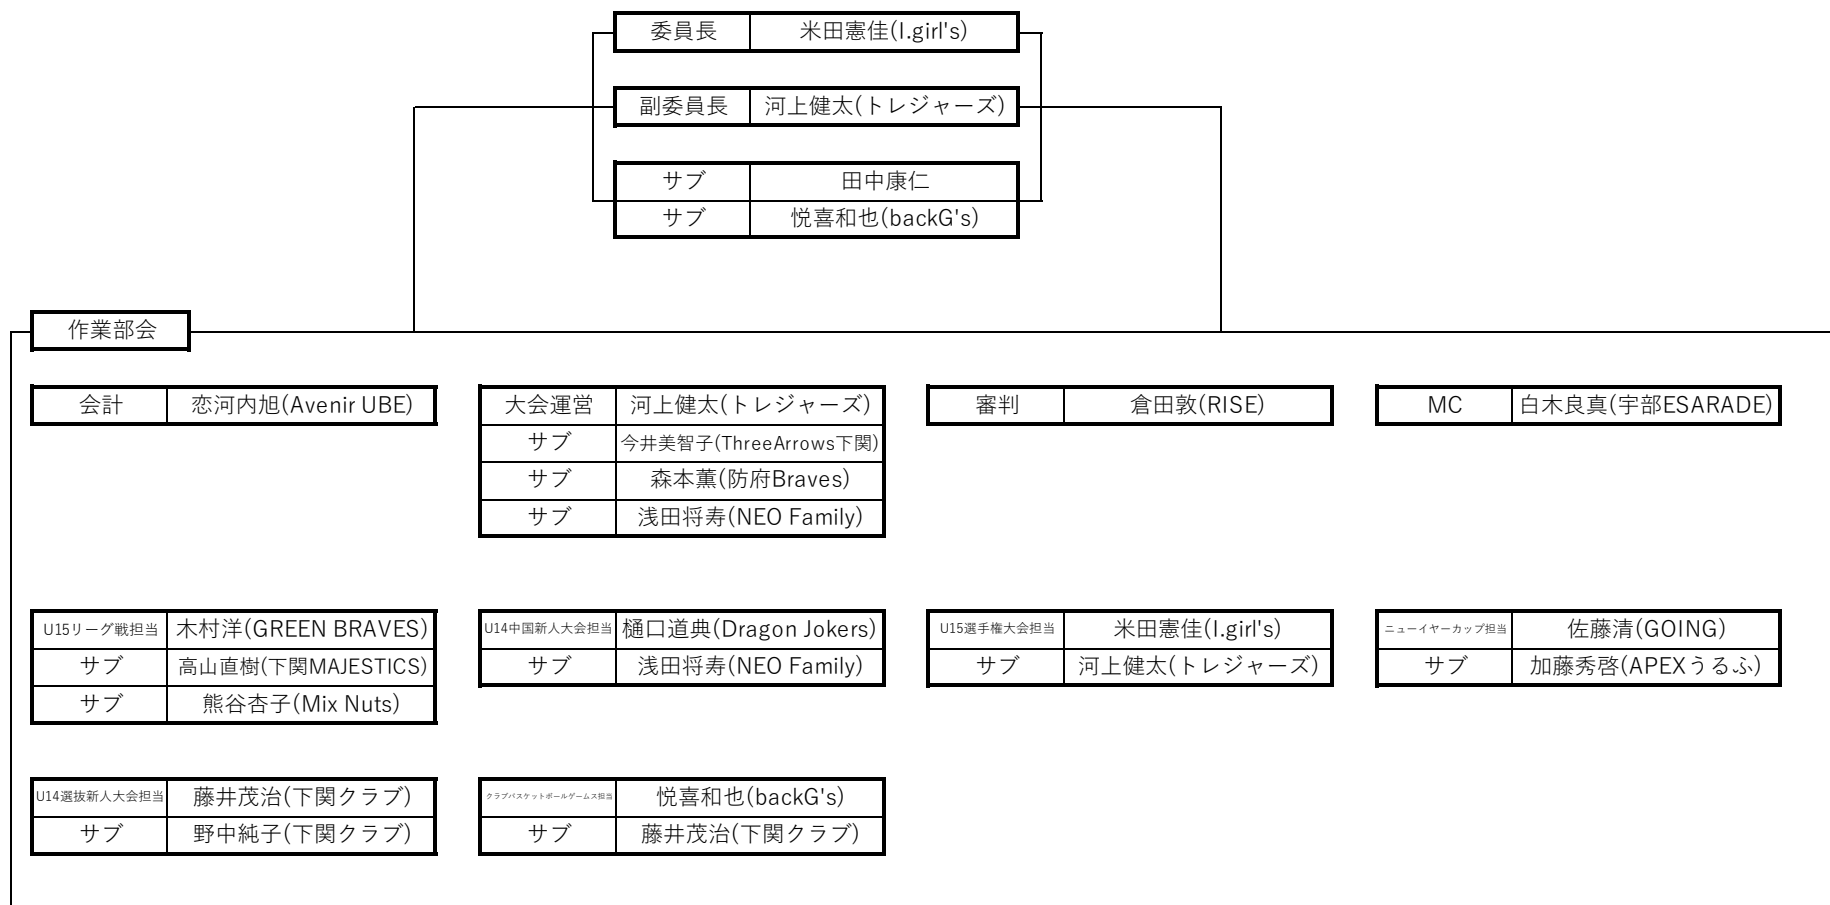 委員長 米田憲佳(I.girl's)
副委員長 河上健太(トレジャーズ)
サブ 田中康仁
サブ 悦喜和也(backG's)
作業部会
会計 恋河内旭(Avenir UBE)
大会運営 河上健太(トレジャーズ)
サブ 今井美智子(ThreeArrows下関)
サブ 森本薫(防府Braves)
サブ 浅田将寿(NEO Family)
審判 倉田敦(RISE)
MC 白木良真(宇部ESARADE)
U15リーグ戦担当 木村洋(GREEN BRAVES)
サブ 高山直樹(下関MAJESTICS)
サブ 熊谷杏子(Mix Nuts)
U14中国新人大会担当 樋口道典(Dragon Jokers)
サブ 浅田将寿(NEO Family)
U15選手権大会担当 米田憲佳(I.girl's)
サブ 河上健太(トレジャーズ)
ニューイヤーカップ担当 佐藤清(GOING)
サブ 加藤秀啓(APEXうるふ)
U14選抜新人大会担当 藤井茂治(下関クラブ)
サブ 野中純子(下関クラブ)
クラブバスケットボールゲームス担当 悦喜和也(backG's)
サブ 藤井茂治(下関クラブ)